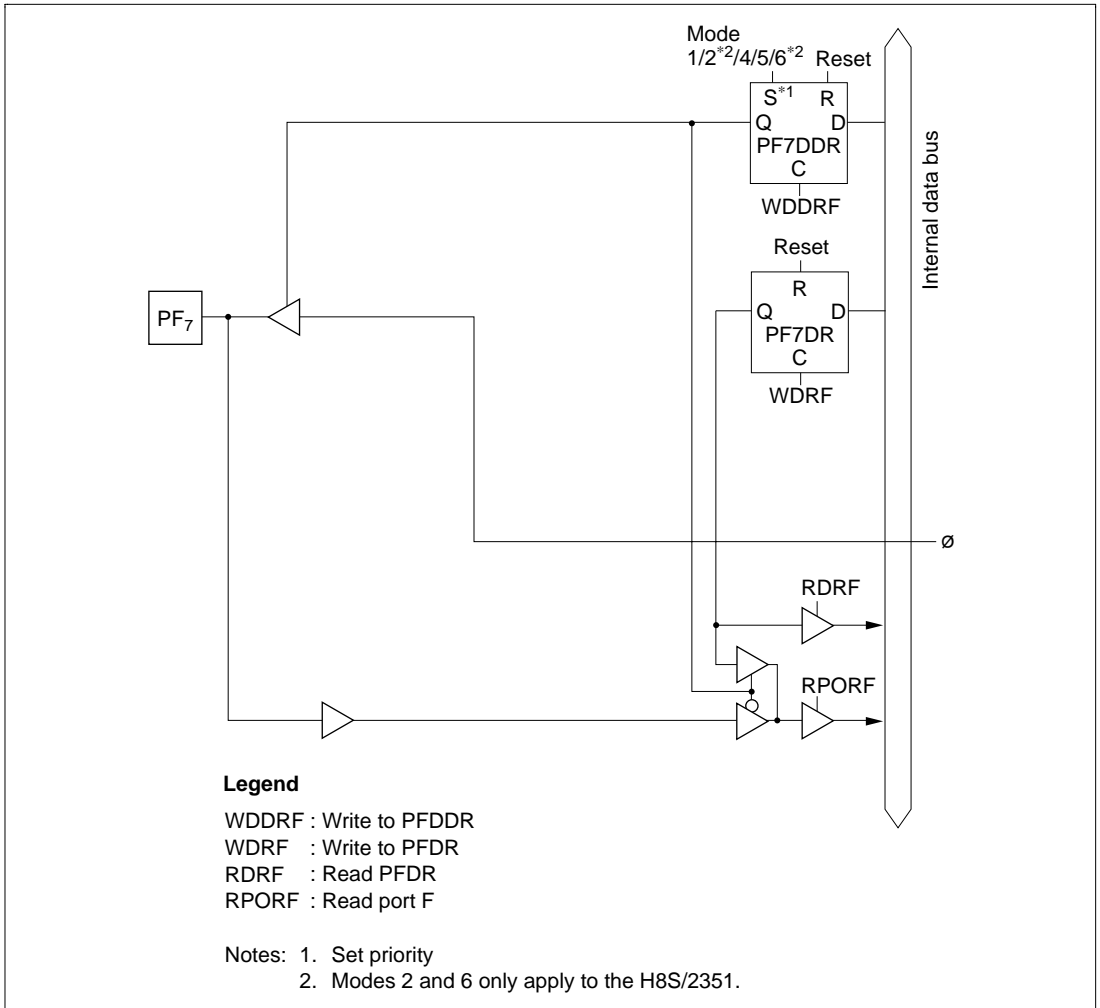 Mode
1/2*2/4/5/6*2 Reset
S*1 R
Q D
PF7DDR
C
WDDRF
Internal data bus
Reset
R
Q D
PF7DR
C
WDRF
PF7
ø
RDRF
RPORF
Legend
WDDRF : Write to PFDDR
WDRF : Write to PFDR
RDRF : Read PFDR
RPORF : Read port F
Notes: 1. Set priority
2. Modes 2 and 6 only apply to the H8S/2351.